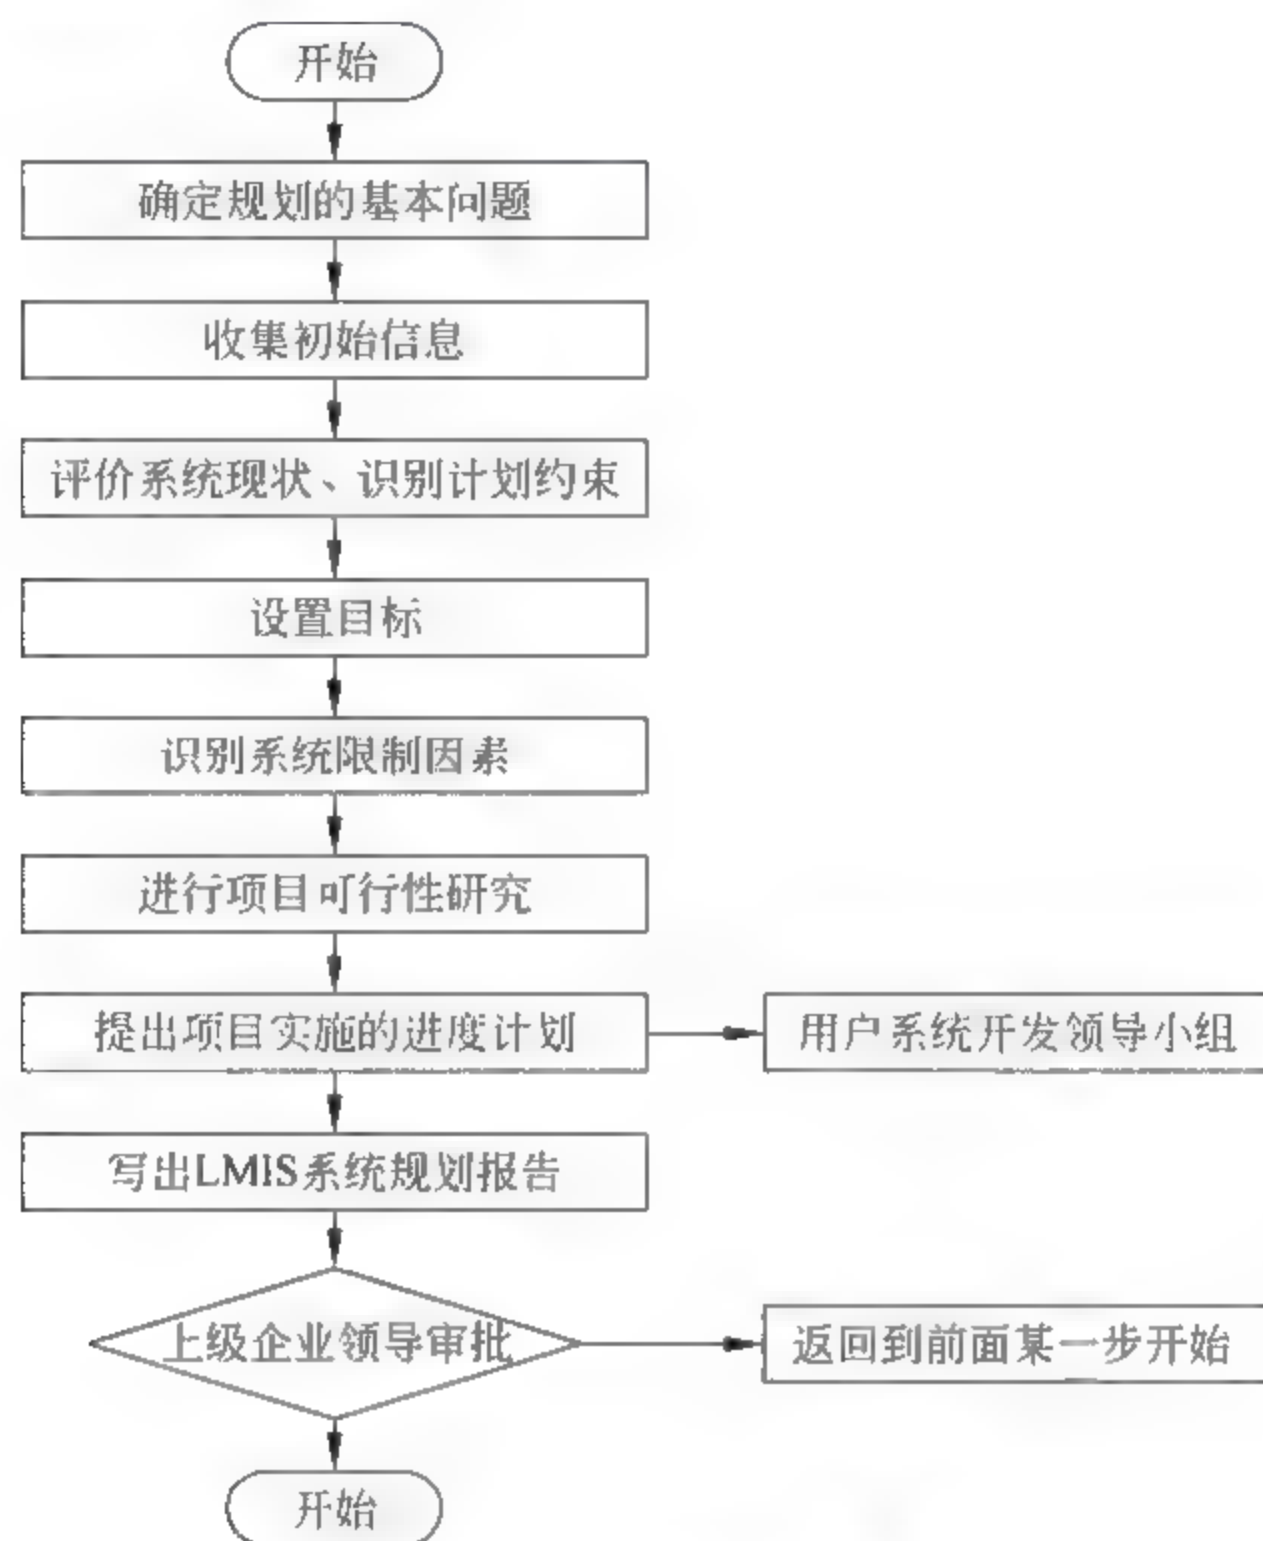 开始
确定规划的基本问题
收集初始信息
评价系统现状、识别计划约束
设置目标
识别系统限制因素
进行项目可行性研究
提出项目实施的进度计划
用户系统开发领导小组
写出LMIS系统规划报告
上级企业领导审批
返回到前面某一步开始
开始